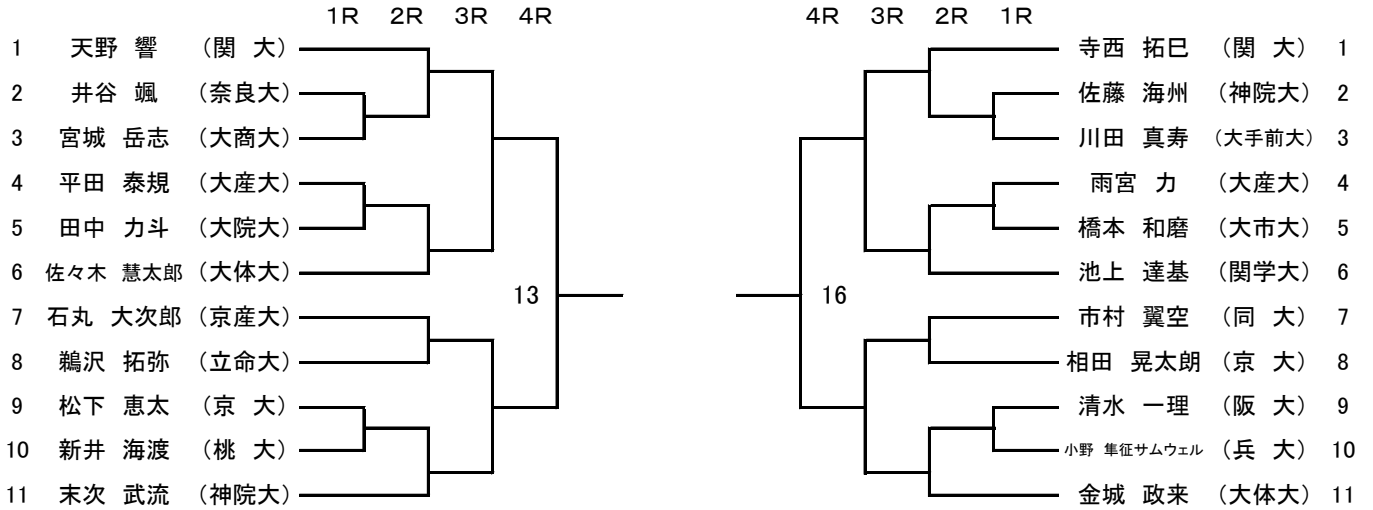 1R 2R 3R 4R
1 天野 響 (関 大)
2 井谷 颯 (奈良大)
3 宮城 岳志 (大商大)
4 平田 泰規 (大産大)
5 田中 力斗 (大院大)
6 佐々木 慧太郎 (大体大)
13
7 石丸 大次郎 (京産大)
8 鵜沢 拓弥 (立命大)
9 松下 恵太 (京 大)
10 新井 海渡 (桃 大)
11 末次 武流 (神院大)
4R 3R 2R 1R
寺西 拓巳 (関 大) 1
佐藤 海州 (神院大) 2
川田 真寿 (大手前大) 3
雨宮 力 (大産大) 4
橋本 和磨 (大市大) 5
池上 達基 (関学大) 6
16
市村 翼空 (同 大) 7
相田 晃太朗 (京 大) 8
清水 一理 (阪 大) 9
小野 隼征サムウェル (兵 大) 10
金城 政来 (大体大) 11